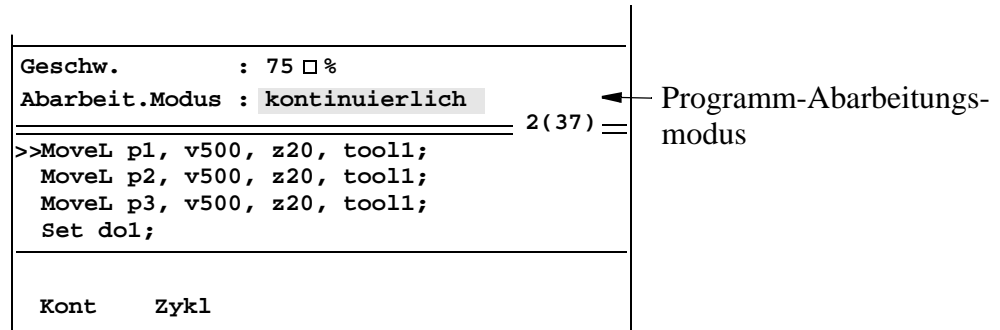 Geschw. : 75 □ %
Abarbeit.Modus : kontinuierlich
Programm-Abarbeitungs-
modus
2(37)
>>MoveL p1, v500, z20, tool1;
MoveL p2, v500, z20, tool1;
MoveL p3, v500, z20, tool1;
Set do1;
Kont Zykl